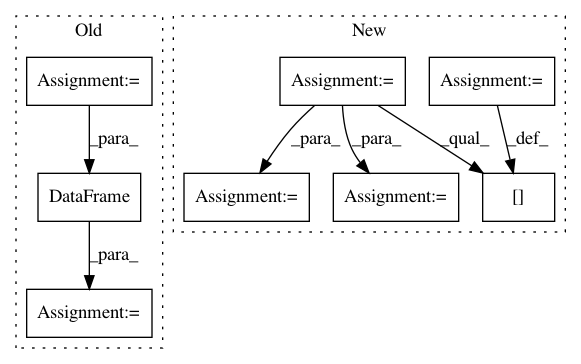 Old
New
Assignment:=
Assignment:=
Assignment:=
_para_
_para_
_para_
_qual_
_def_
DataFrame
Assignment:=
Assignment:=
[]
_para_
Assignment:=